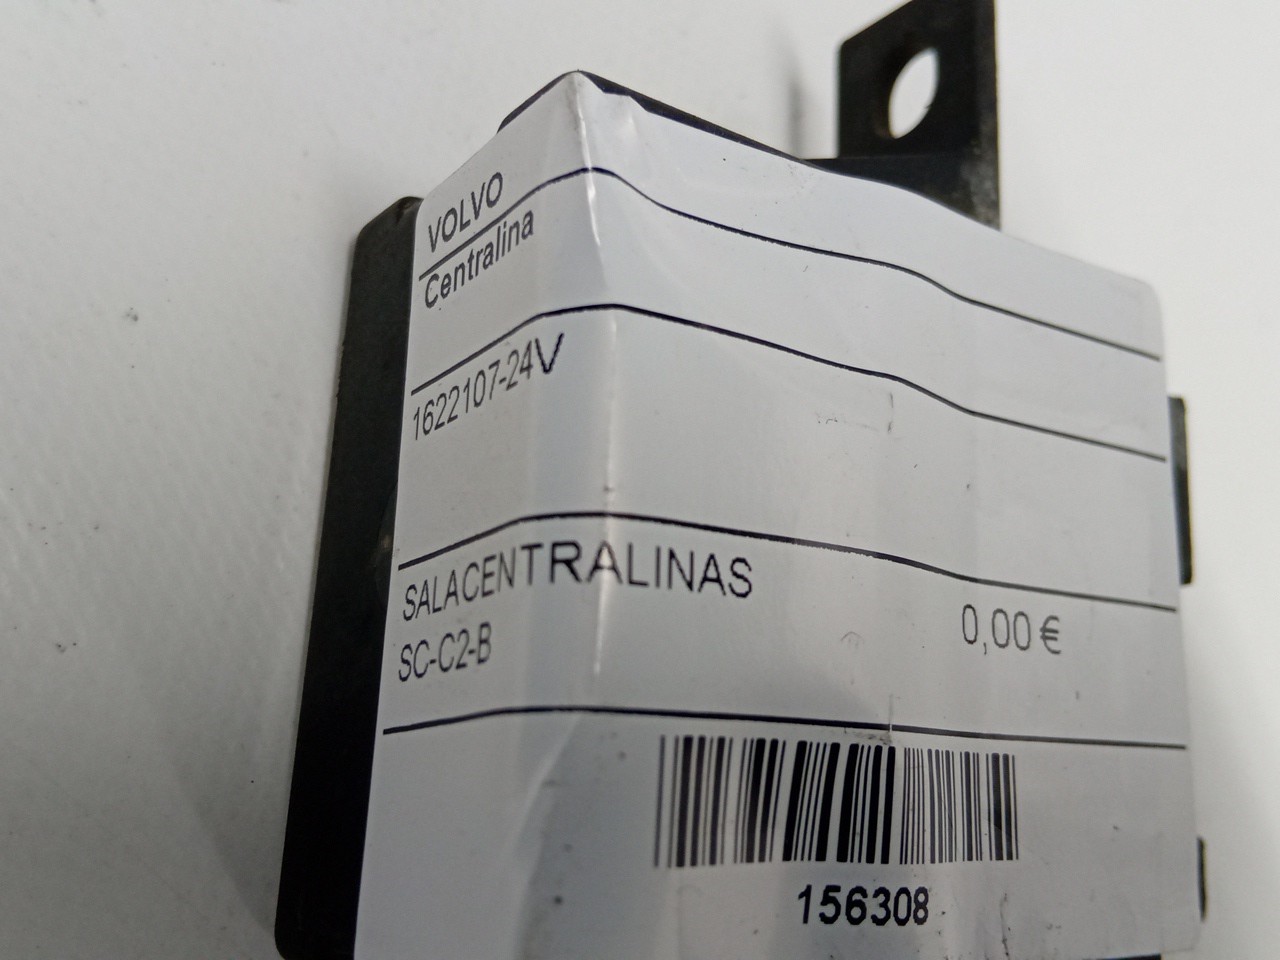 VOLVO
Centralina
1622107-24V
SALACENTRALINAS
SC-C2-B
0,00 €
156308